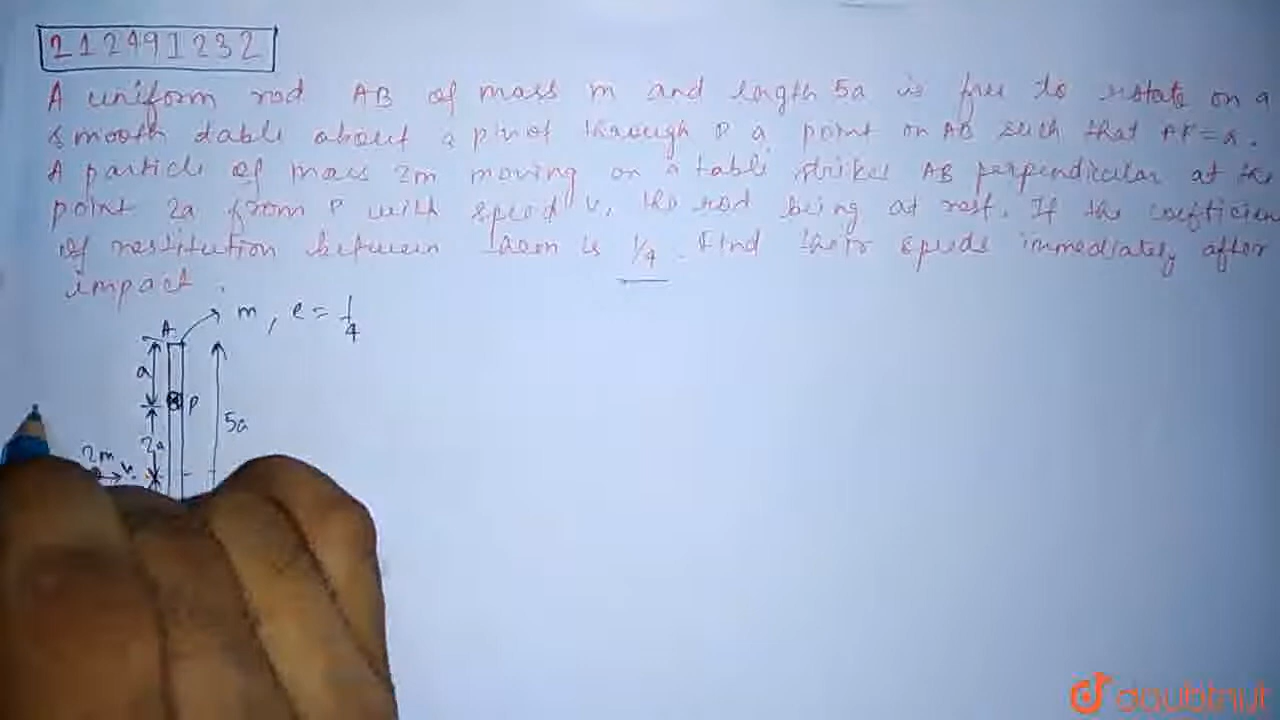 212491232
A uniform rod AB of mass m and length 5a is free to rotate on a
smooth table about a pivot through P a point on AB such that AP = a.
A particle of mass 2m moving on a table strikes AB perpendicular at the
point 2a from P with speed v, the rod being at rest. If the coefficien
of restitution between them is 1/4. Find their speeds immediately after
impact.
A m, e = 1/4
a
P
5a
2a
2m
v
doubtnut